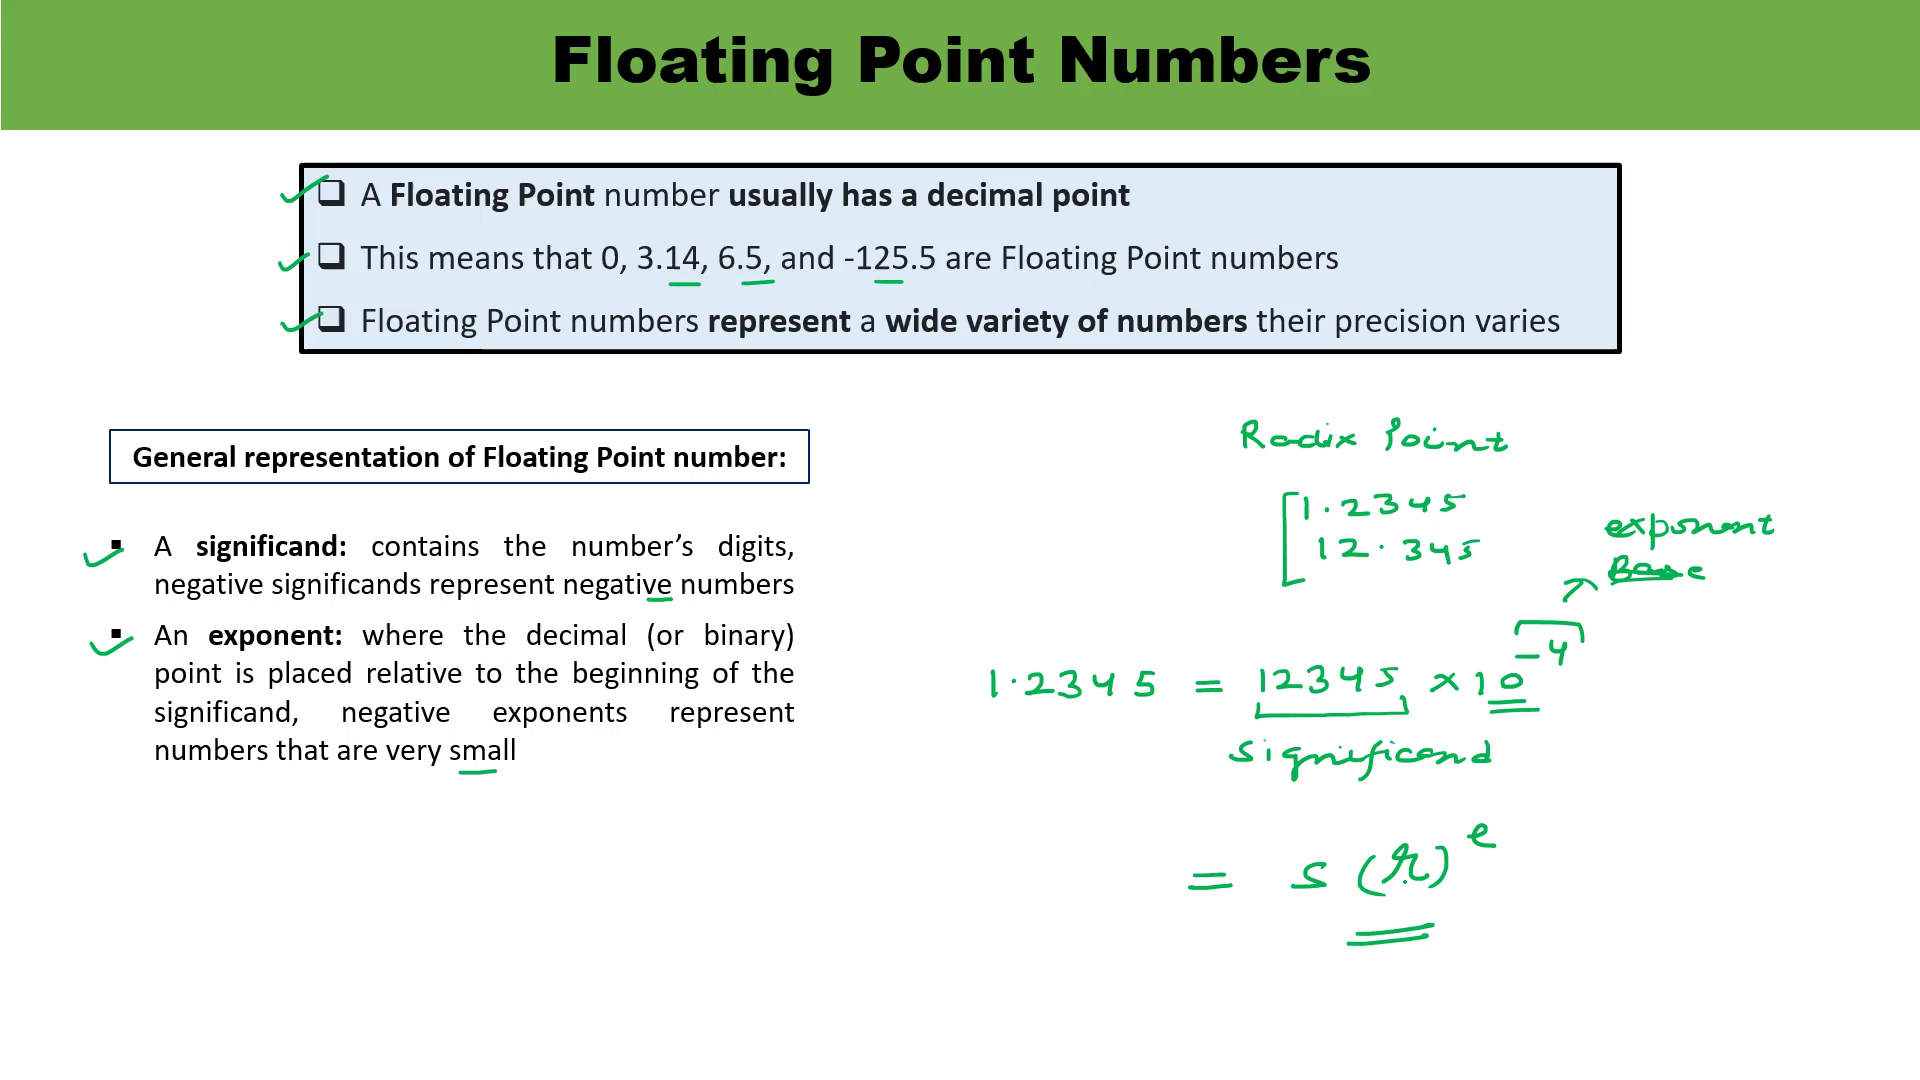 Floating Point Numbers
A Floating Point number usually has a decimal point
This means that 0, 3.14, 6.5, and -125.5 are Floating Point numbers
Floating Point numbers represent a wide variety of numbers their precision varies
General representation of Floating Point number:
A significand: contains the number's digits,
negative significands represent negative numbers
An exponent: where the decimal (or binary)
point is placed relative to the beginning of the
significand, negative exponents represent
numbers that are very small
Radix Point
1.2345
12.345
exponent
Base
1.2345 = 12345 × 10^-4
significand
= s (r)^e